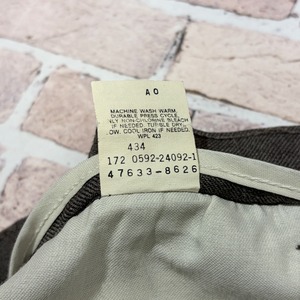 A O
MACHINE WASH WARM,
DURABLE PRESS CYCLE,
ONLY NON-CHLORINE BLEACH
IF NEEDED. TUMBLE DRY
LOW. COOL IRON IF NEEDED.
WPL 423
434
172 0592-24092-1
47633-8626